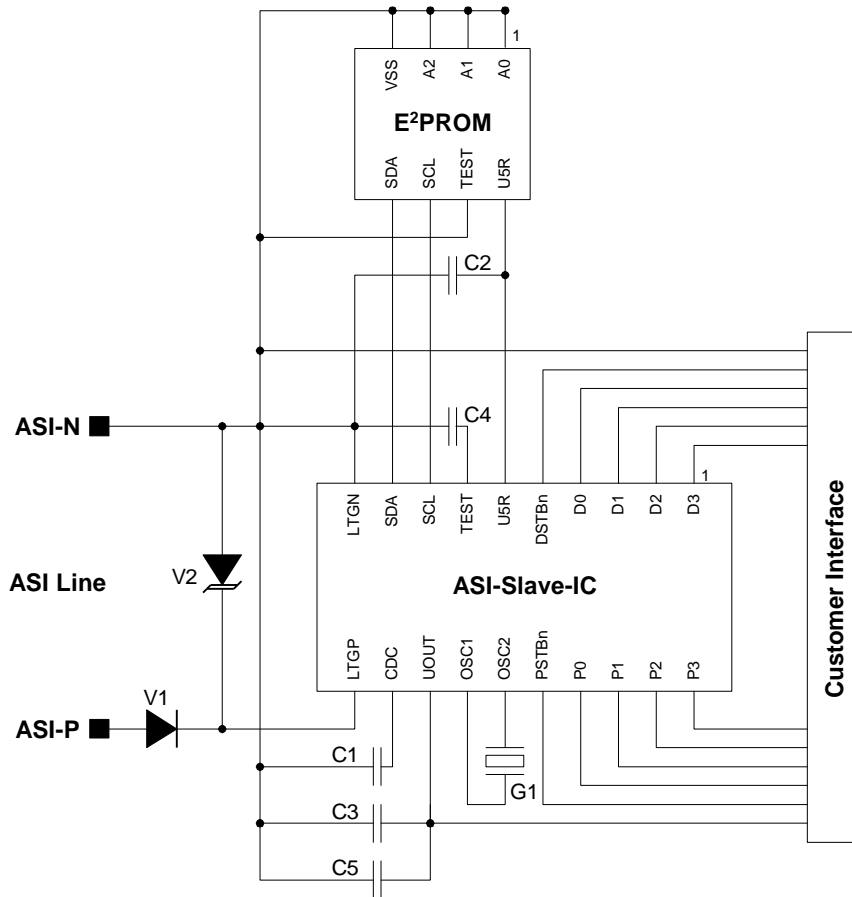 1
VSS
A2
A1
A0
E²PROM
SDA
SCL
TEST
U5R
C2
ASI-N
C4
1
LTGN
SDA
SCL
TEST
U5R
DSTBn
D0
D1
D2
D3
ASI Line
V2
ASI-Slave-IC
Customer Interface
LTGP
CDC
UOUT
OSC1
OSC2
PSTBn
P0
P1
P2
P3
V1
ASI-P
C1
G1
C3
C5